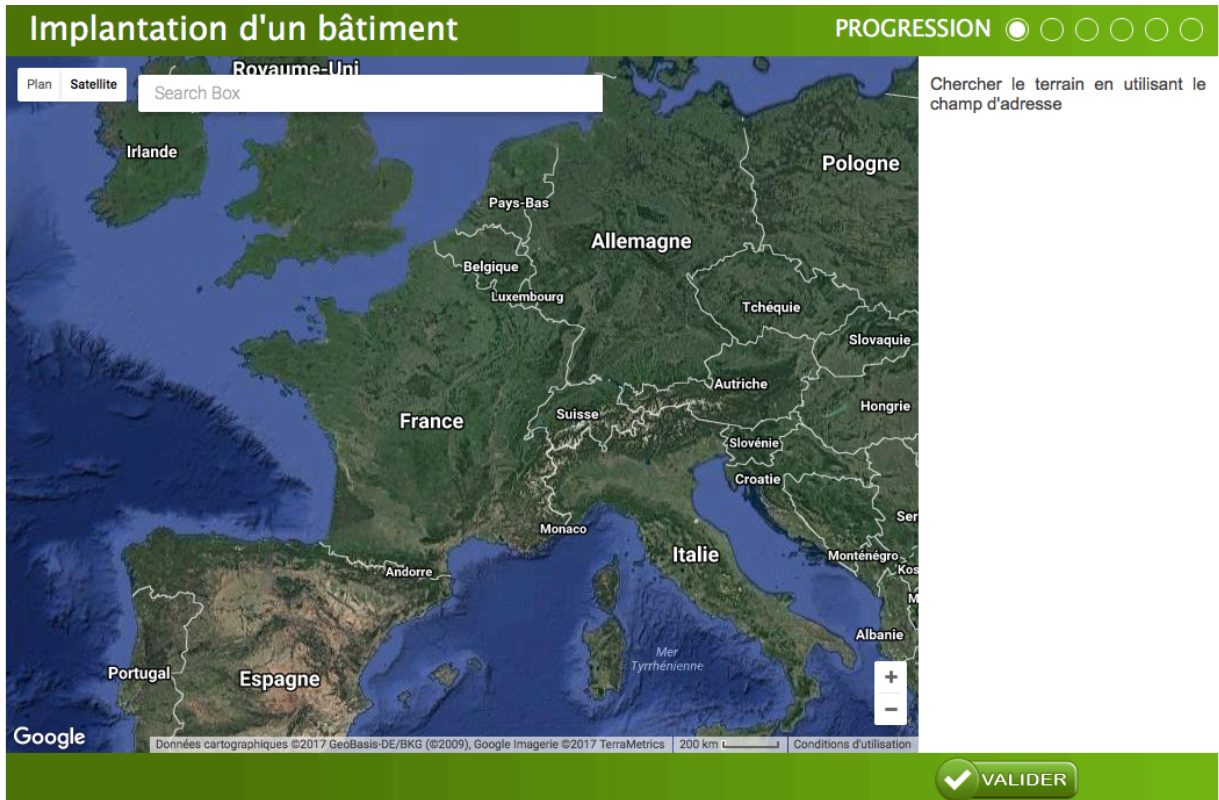 Implantation d'un bâtiment
PROGRESSION
Plan
Satellite
Search Box
Royaume-Uni
Chercher le terrain en utilisant le
champ d'adresse
Irlande
Pologne
Pays-Bas
Allemagne
Belgique
Luxembourg
Tchéquie
Slovaquie
Autriche
Hongrie
Suisse
France
Slovénie
Croatie
Ser
Monaco
Italie
Monténégro
Kos
Andorre
M
Albanie
Mer
Tyrrhénienne
Portugal
Espagne
+
−
Google
Données cartographiques ©2017 GeoBasis-DE/BKG (©2009), Google Imagerie ©2017 TerraMetrics
200 km
Conditions d'utilisation
VALIDER